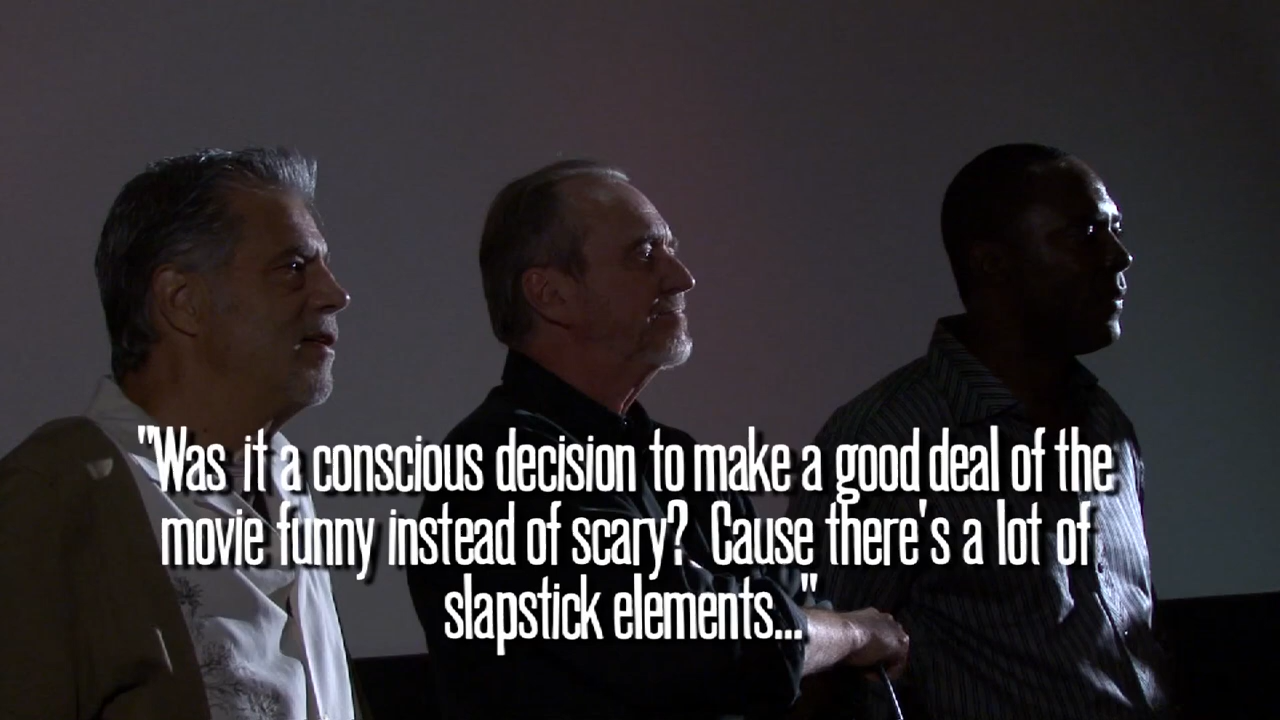 "Was it a conscious decision to make a good deal of the
movie funny instead of scary? Cause there's a lot of
slapstick elements..."